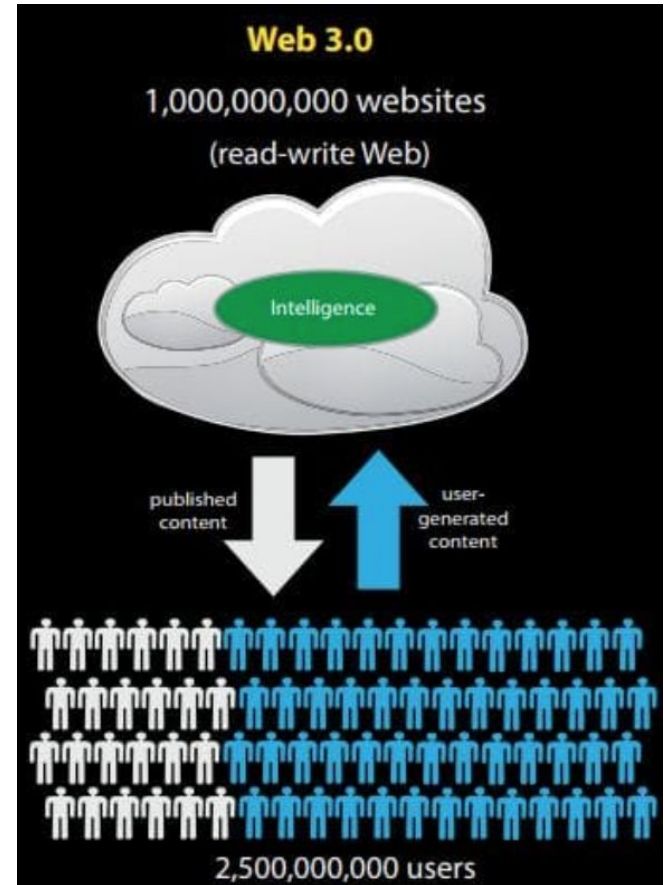 Web 3.0
1,000,000,000 websites
(read-write Web)
Intelligence
published
content
user-
generated
content
2,500,000,000 users